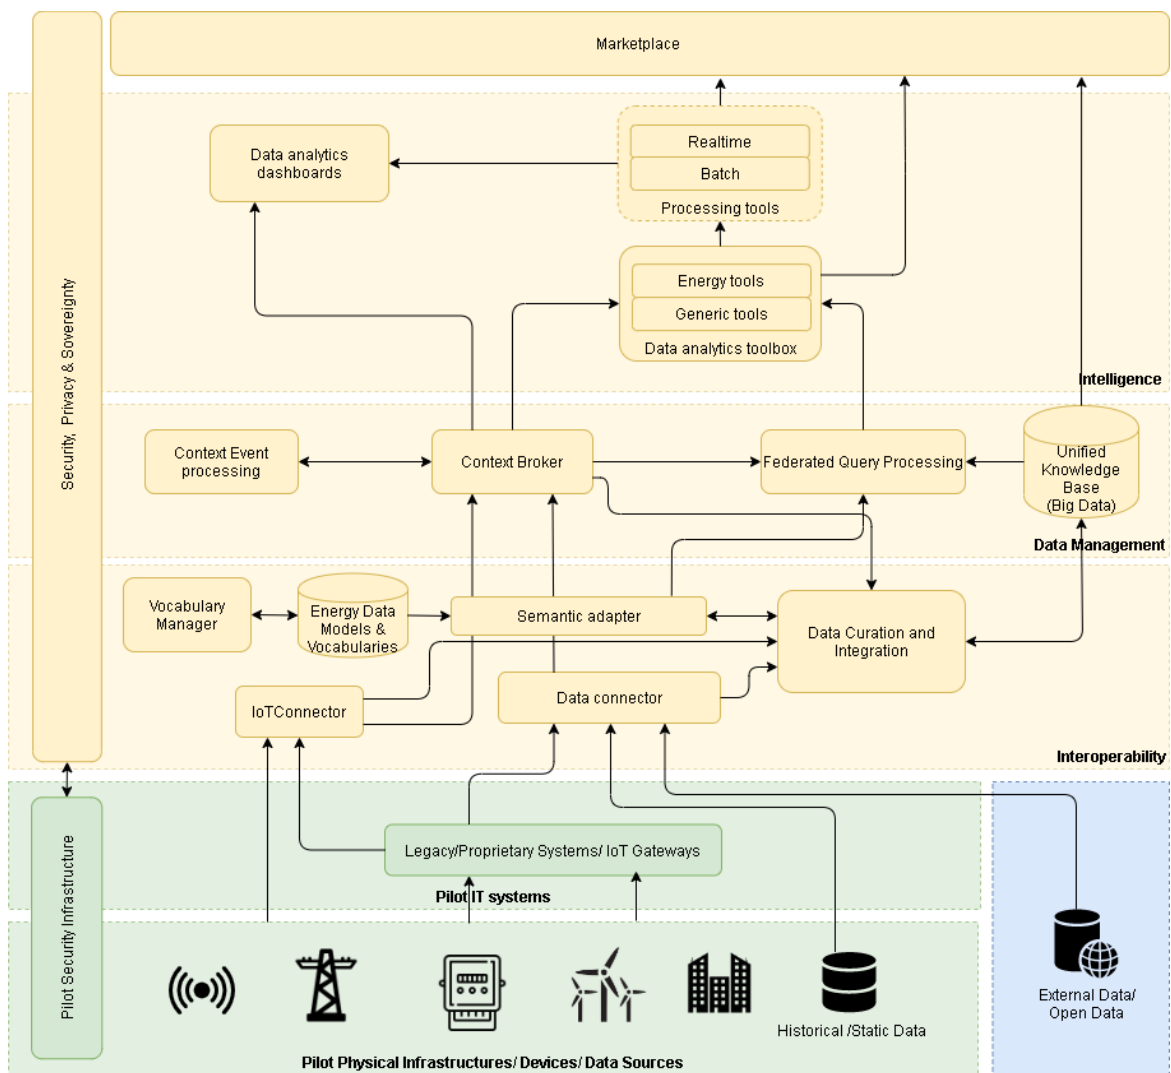 Marketplace
Security, Privacy & Sovereignty
Data analytics
dashboards
Realtime
Batch
Processing tools
Energy tools
Generic tools
Data analytics toolbox
Intelligence
Context Event
processing
Context Broker
Federated Query Processing
Unified
Knowledge
Base
(Big Data)
Data Management
Vocabulary
Manager
Energy Data
Models &
Vocabularies
Semantic adapter
Data Curation and
Integration
IoTConnector
Data connector
Interoperability
Pilot Security Infrastructure
Legacy/Proprietary Systems/ IoT Gateways
Pilot IT systems
Historical /Static Data
External Data/
Open Data
Pilot Physical Infrastructures/ Devices/ Data Sources